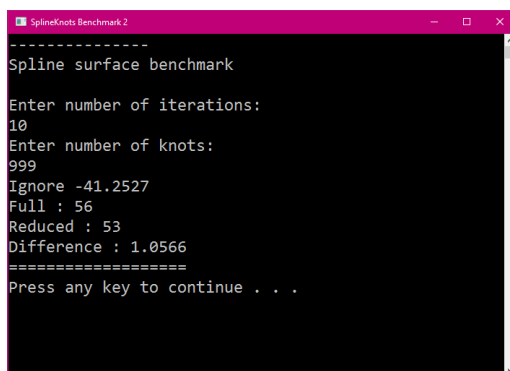 SplineKnots Benchmark 2
---------------
Spline surface benchmark
Enter number of iterations:
10
Enter number of knots:
999
Ignore -41.2527
Full : 56
Reduced : 53
Difference : 1.0566
===================
Press any key to continue . . .